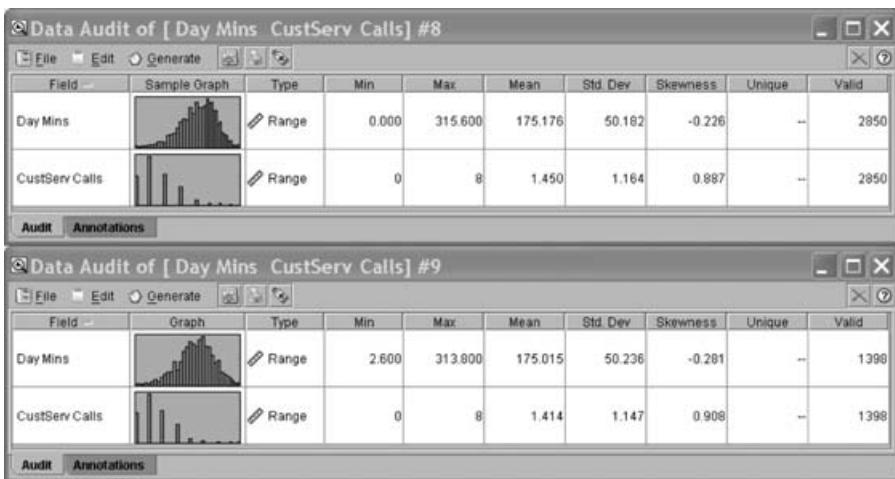 Data Audit of [ Day Mins CustServ Calls] #8
File Edit Generate
Field Sample Graph Type Min Max Mean Std. Dev Skewness Unique Valid
Day Mins Range 0.000 315.600 175.176 50.182 -0.226 -- 2850
CustServ Calls Range 0 8 1.450 1.164 0.887 -- 2850
Audit Annotations
Data Audit of [ Day Mins CustServ Calls] #9
File Edit Generate
Field Graph Type Min Max Mean Std. Dev Skewness Unique Valid
Day Mins Range 2.600 313.800 175.015 50.236 -0.281 -- 1398
CustServ Calls Range 0 8 1.414 1.147 0.908 -- 1398
Audit Annotations